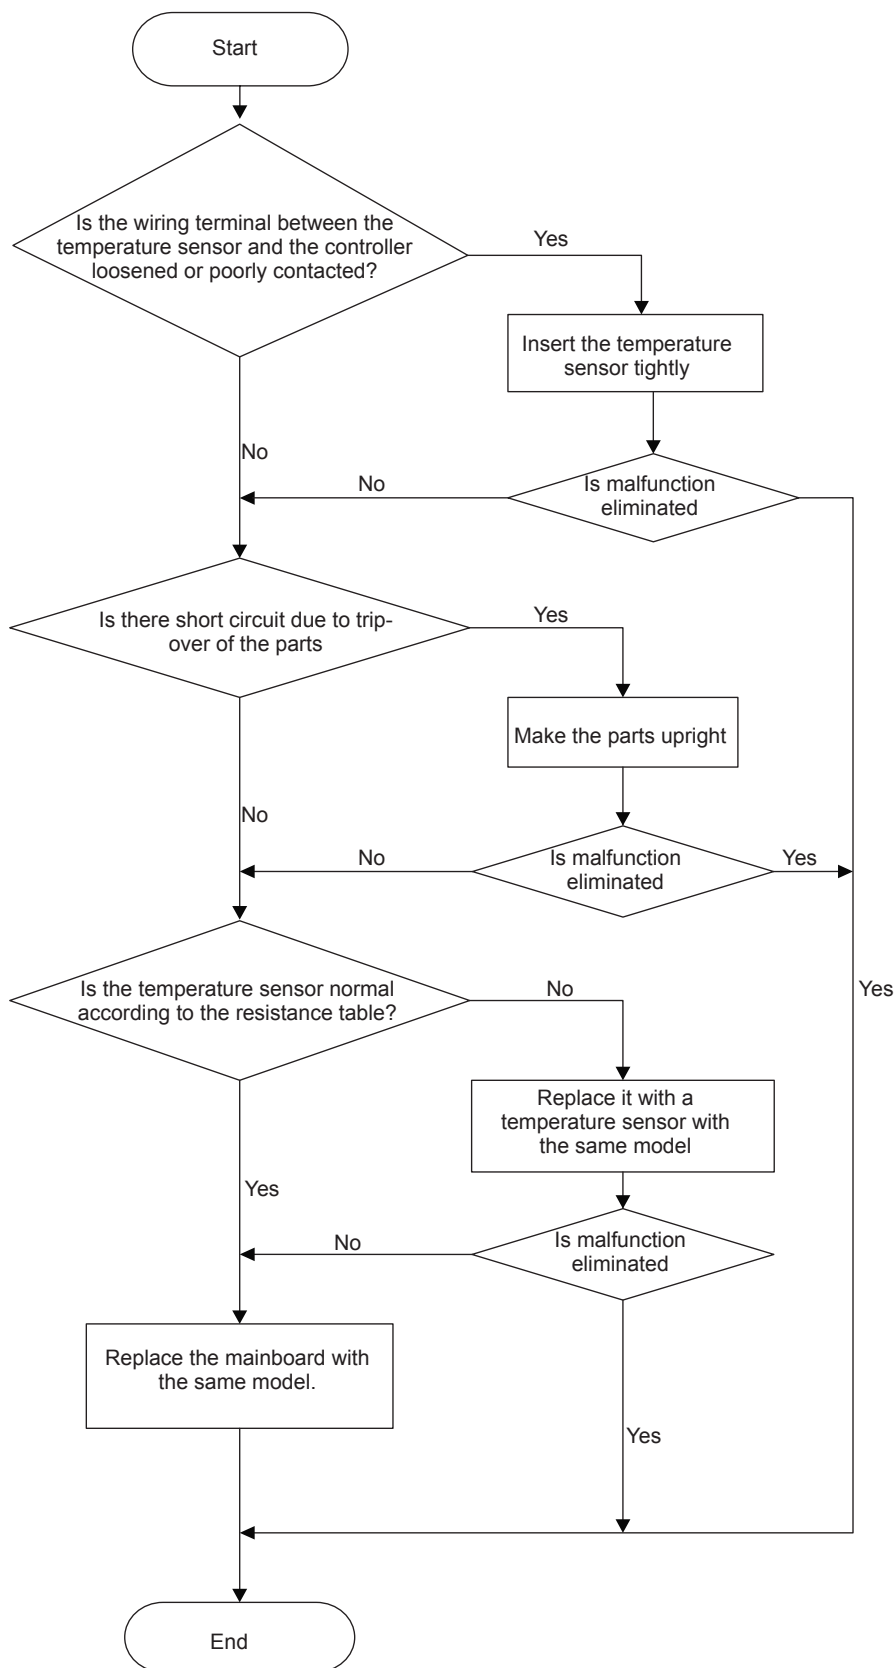 Start
Is the wiring terminal between the
temperature sensor and the controller
loosened or poorly contacted?
Yes
Insert the temperature
sensor tightly
No
No
Is malfunction
eliminated
Is there short circuit due to trip-
over of the parts
Yes
Make the parts upright
No
No
Is malfunction
eliminated
Yes
Is the temperature sensor normal
according to the resistance table?
No
Yes
Replace it with a
temperature sensor with
the same model
Yes
No
Is malfunction
eliminated
Replace the mainboard with
the same model.
Yes
End